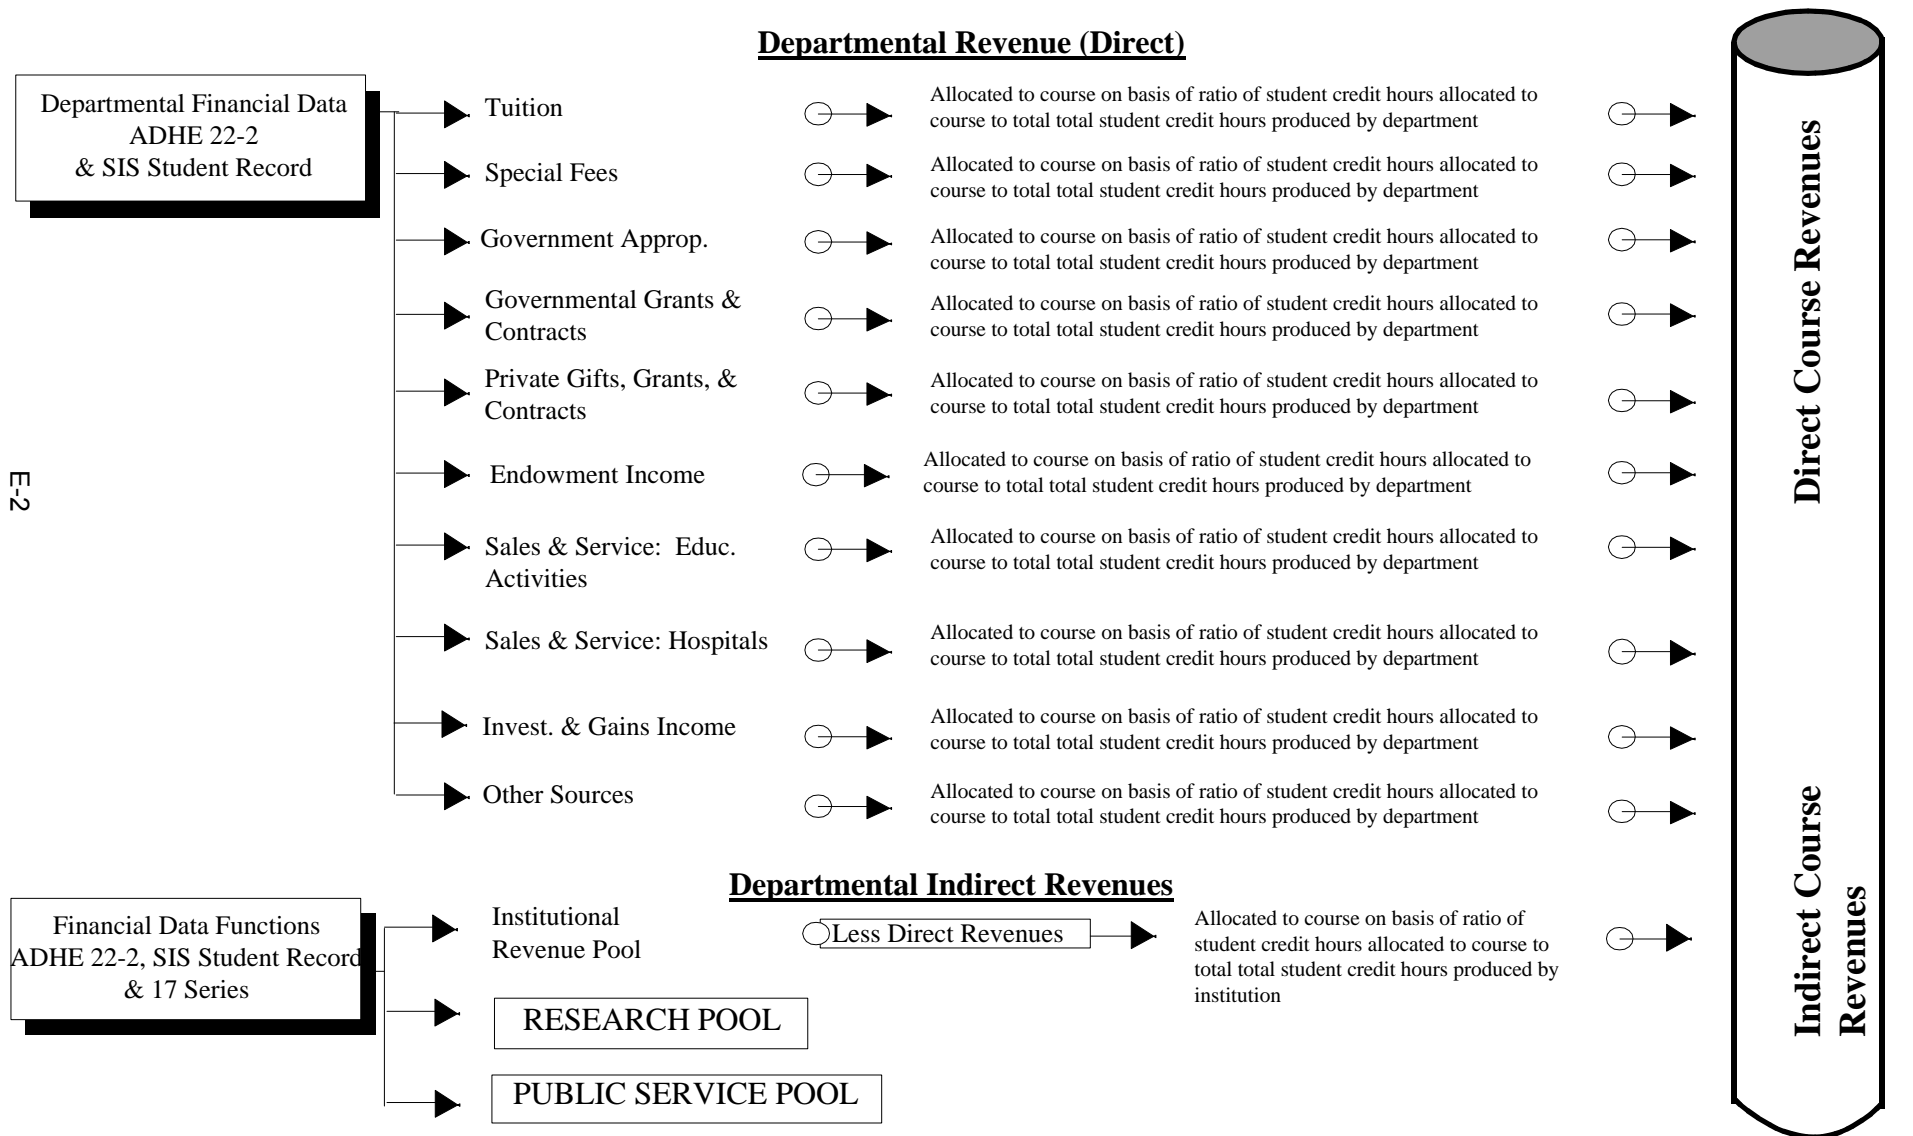 Departmental Revenue (Direct)
Departmental Financial Data
ADHE 22-2
& SIS Student Record
Tuition
Allocated to course on basis of ratio of student credit hours allocated to
course to total total student credit hours produced by department
Special Fees
Allocated to course on basis of ratio of student credit hours allocated to
course to total total student credit hours produced by department
Government Approp.
Allocated to course on basis of ratio of student credit hours allocated to
course to total total student credit hours produced by department
Governmental Grants &
Contracts
Allocated to course on basis of ratio of student credit hours allocated to
course to total total student credit hours produced by department
Private Gifts, Grants, &
Contracts
Allocated to course on basis of ratio of student credit hours allocated to
course to total total student credit hours produced by department
Endowment Income
Allocated to course on basis of ratio of student credit hours allocated to
course to total total student credit hours produced by department
Sales & Service:  Educ.
Activities
Allocated to course on basis of ratio of student credit hours allocated to
course to total total student credit hours produced by department
Sales & Service: Hospitals
Allocated to course on basis of ratio of student credit hours allocated to
course to total total student credit hours produced by department
Invest. & Gains Income
Allocated to course on basis of ratio of student credit hours allocated to
course to total total student credit hours produced by department
Other Sources
Allocated to course on basis of ratio of student credit hours allocated to
course to total total student credit hours produced by department
Direct Course Revenues
E-2
Departmental Indirect Revenues
Financial Data Functions
ADHE 22-2, SIS Student Record
& 17 Series
Institutional
Revenue Pool
Less Direct Revenues
Allocated to course on basis of ratio of
student credit hours allocated to course to
total total student credit hours produced by
institution
RESEARCH POOL
PUBLIC SERVICE POOL
Indirect Course
Revenues